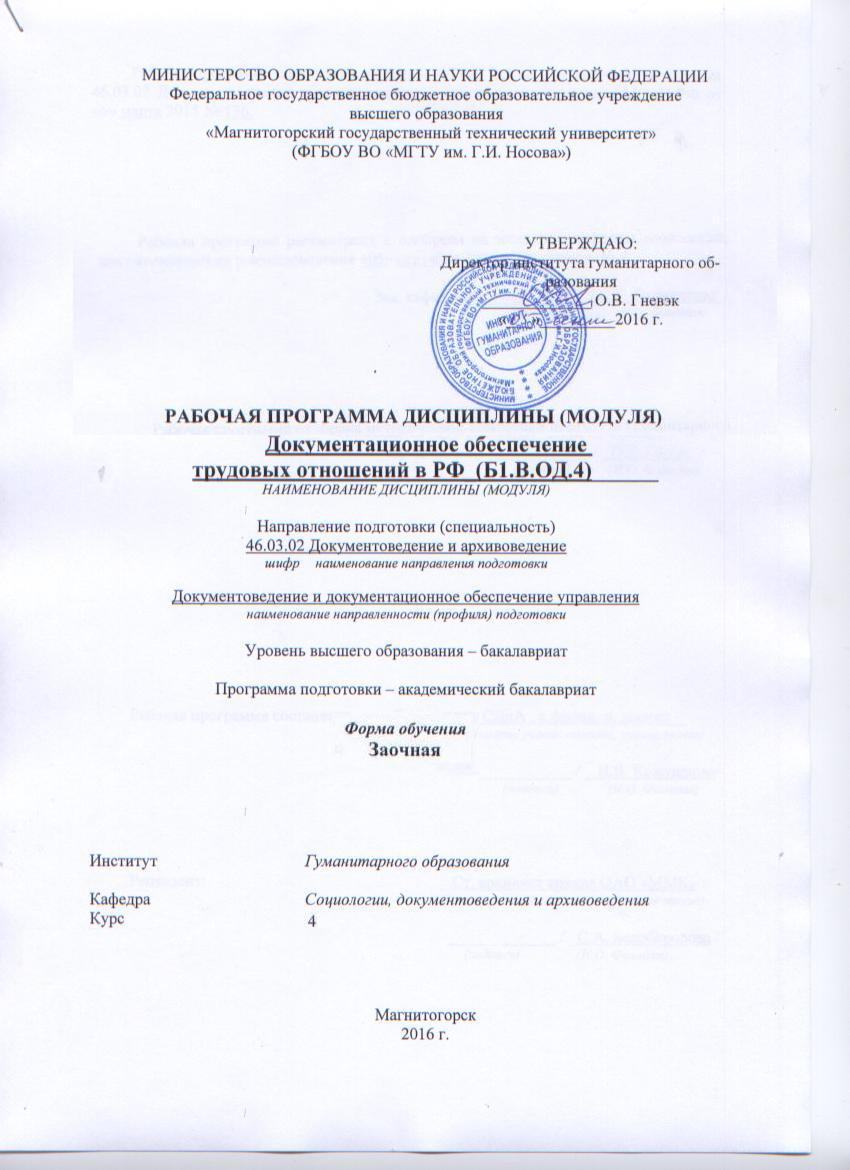 МИНИСТЕРСТВО ОБРАЗОВАНИЯ И НАУКИ РОССИЙСКОЙ ФЕДЕРАЦИИ
Федеральное государственное бюджетное образовательное учреждение
высшего образования
«Магнитогорский государственный технический университет»
(ФГБОУ ВО «МГТУ им. Г.И. Носова»)
УТВЕРЖДАЮ:
Директор института гуманитарного об-
разования
О.В. Гневэк
2016 г.
ИНСТИТУТ
ГУМАНИТАРНОГО
ОБРАЗОВАНИЯ
РАБОЧАЯ ПРОГРАММА ДИСЦИПЛИНЫ (МОДУЛЯ)
Документационное обеспечение
трудовых отношений в РФ (Б1.В.ОД.4)
НАИМЕНОВАНИЕ ДИСЦИПЛИНЫ (МОДУЛЯ)
Направление подготовки (специальность)
46.03.02 Документоведение и архивоведение
шифр наименование направления подготовки
Документоведение и документационное обеспечение управления
наименование направленности (профиля) подготовки
Уровень высшего образования – бакалавриат
Программа подготовки – академический бакалавриат
Форма обучения
Заочная
Институт Гуманитарного образования
Кафедра Социологии, документоведения и архивоведения
Курс 4
Магнитогорск
2016 г.